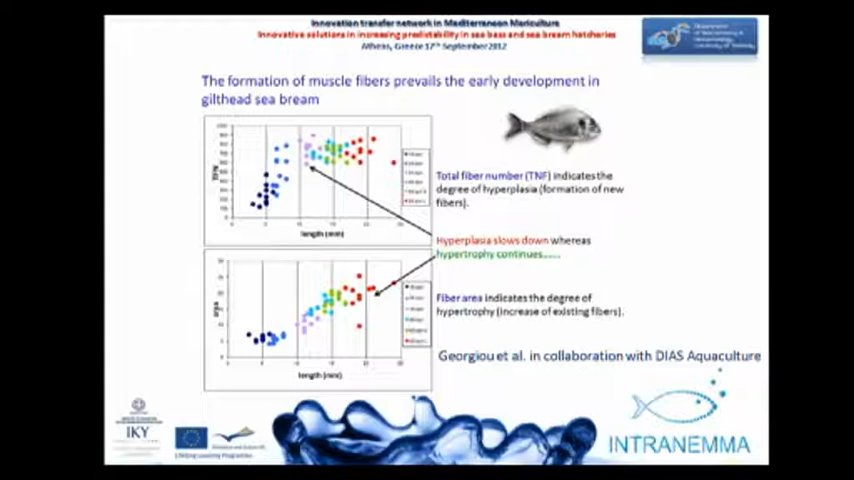 Innovation transfer network in Mediterranean Mariculture
Innovative solutions in increasing predictability in sea bass and sea bream hatcheries
Athens, Greece 17th September 2012
The formation of muscle fibers prevails the early development in
gilthead sea bream
length (mm)
Total fiber number (TNF) indicates the
degree of hyperplasia (formation of new
fibers).
Hyperplasia slows down whereas
hypertrophy continues......
area
length (mm)
Fiber area indicates the degree of
hypertrophy (increase of existing fibers).
Georgiou et al. in collaboration with DIAS Aquaculture
IKY
Lifelong Learning Programme
INTRANEMMA